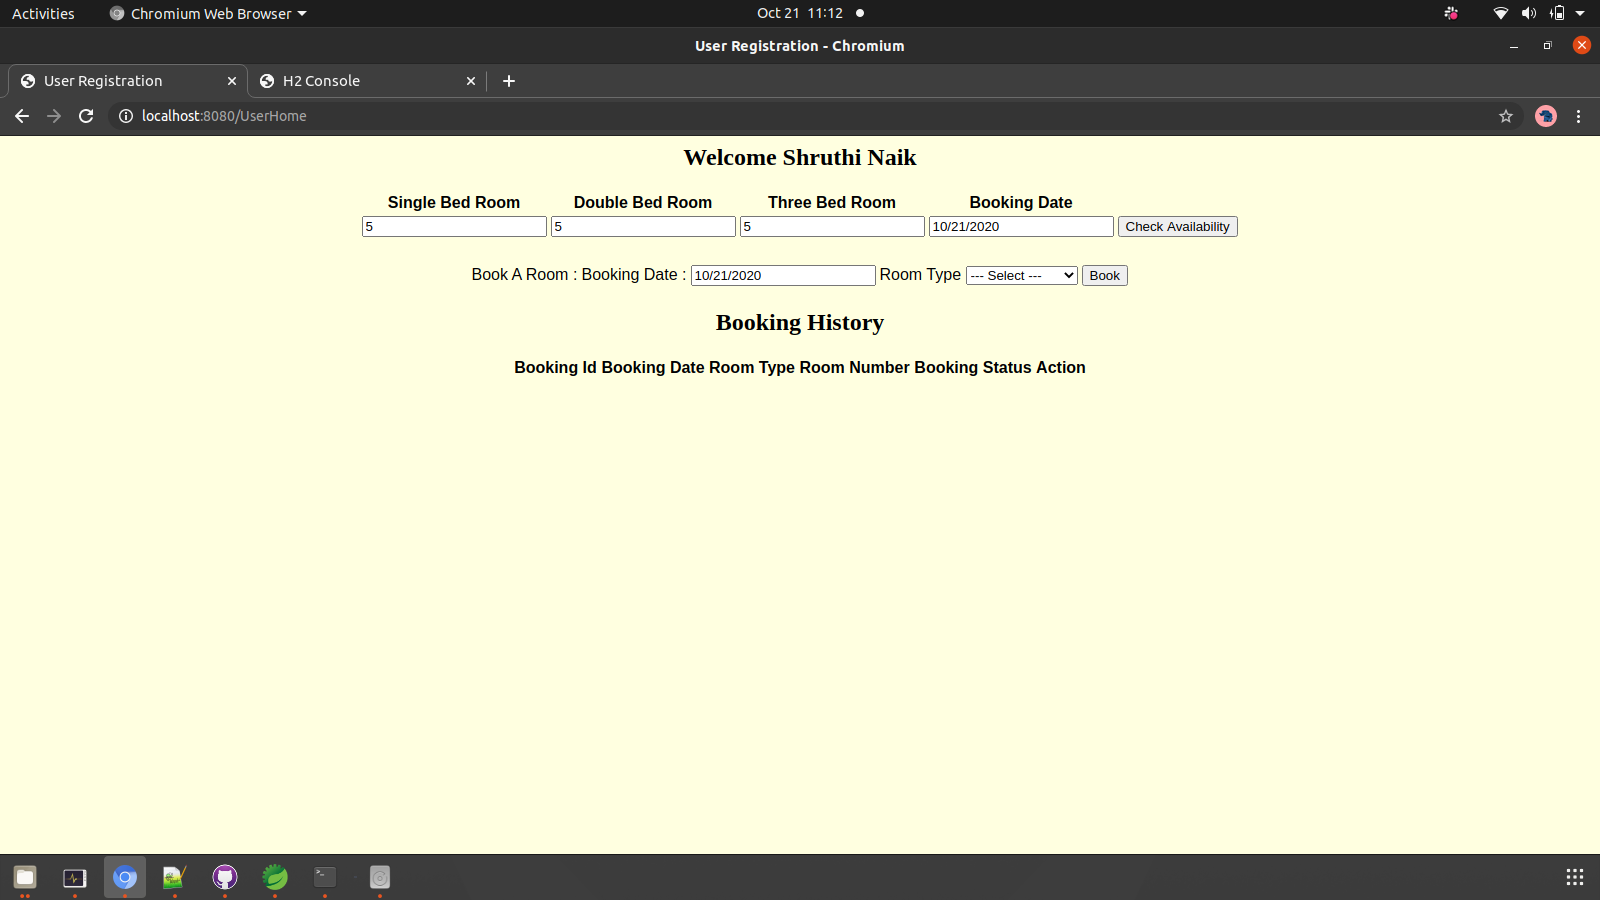 Activities Chromium Web Browser Oct 21 11:12
User Registration - Chromium
User Registration H2 Console
localhost:8080/UserHome
Welcome Shruthi Naik
Single Bed Room Double Bed Room Three Bed Room Booking Date
5 5 5 10/21/2020 Check Availability
Book A Room : Booking Date : 10/21/2020 Room Type --- Select --- Book
Booking History
Booking Id Booking Date Room Type Room Number Booking Status Action